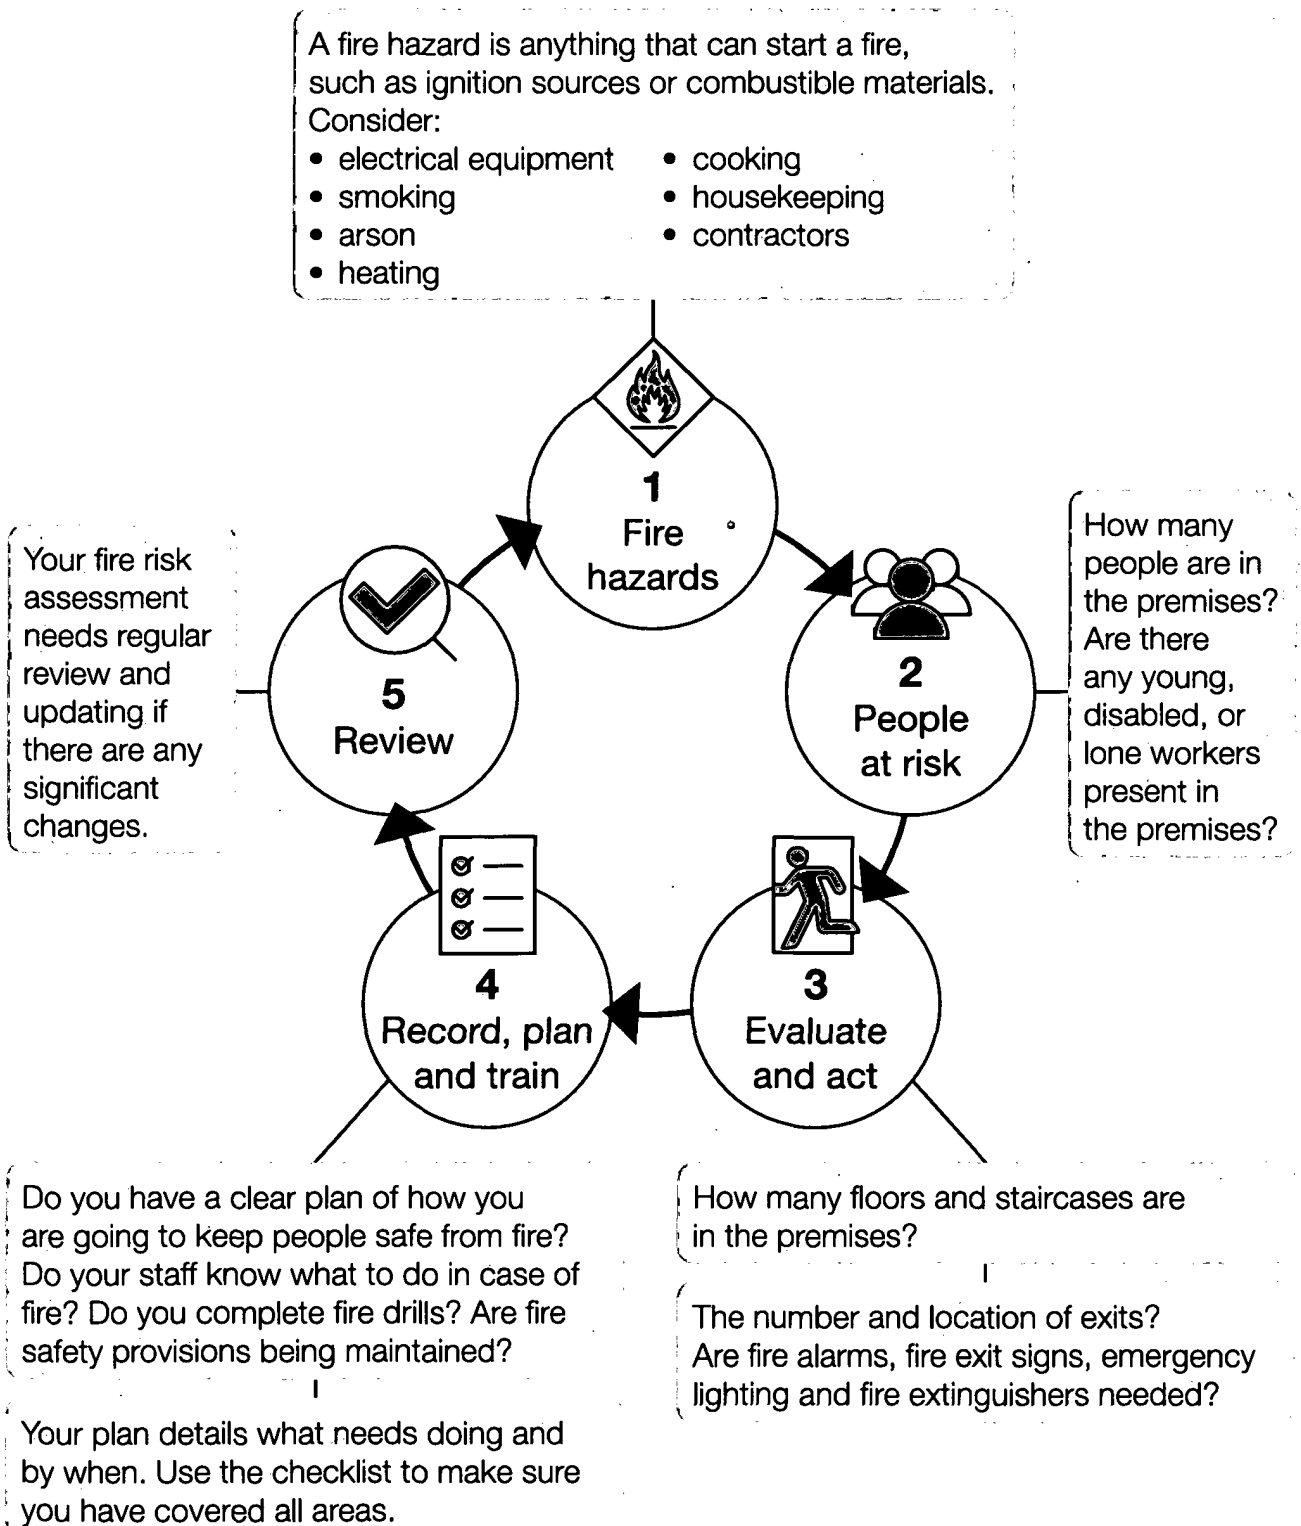 A fire hazard is anything that can start a fire,
such as ignition sources or combustible materials.
Consider:
• electrical equipment
• smoking
• arson
• heating
• cooking
• housekeeping
• contractors
1
Fire
hazards
How many
people are in
the premises?
Are there
any young,
disabled, or
lone workers
present in
the premises?
2
People
at risk
3
Evaluate
and act
How many floors and staircases are
in the premises?
The number and location of exits?
Are fire alarms, fire exit signs, emergency
lighting and fire extinguishers needed?
4
Record, plan
and train
Do you have a clear plan of how you
are going to keep people safe from fire?
Do your staff know what to do in case of
fire? Do you complete fire drills? Are fire
safety provisions being maintained?
Your plan details what needs doing and
by when. Use the checklist to make sure
you have covered all areas.
5
Review
Your fire risk
assessment
needs regular
review and
updating if
there are any
significant
changes.